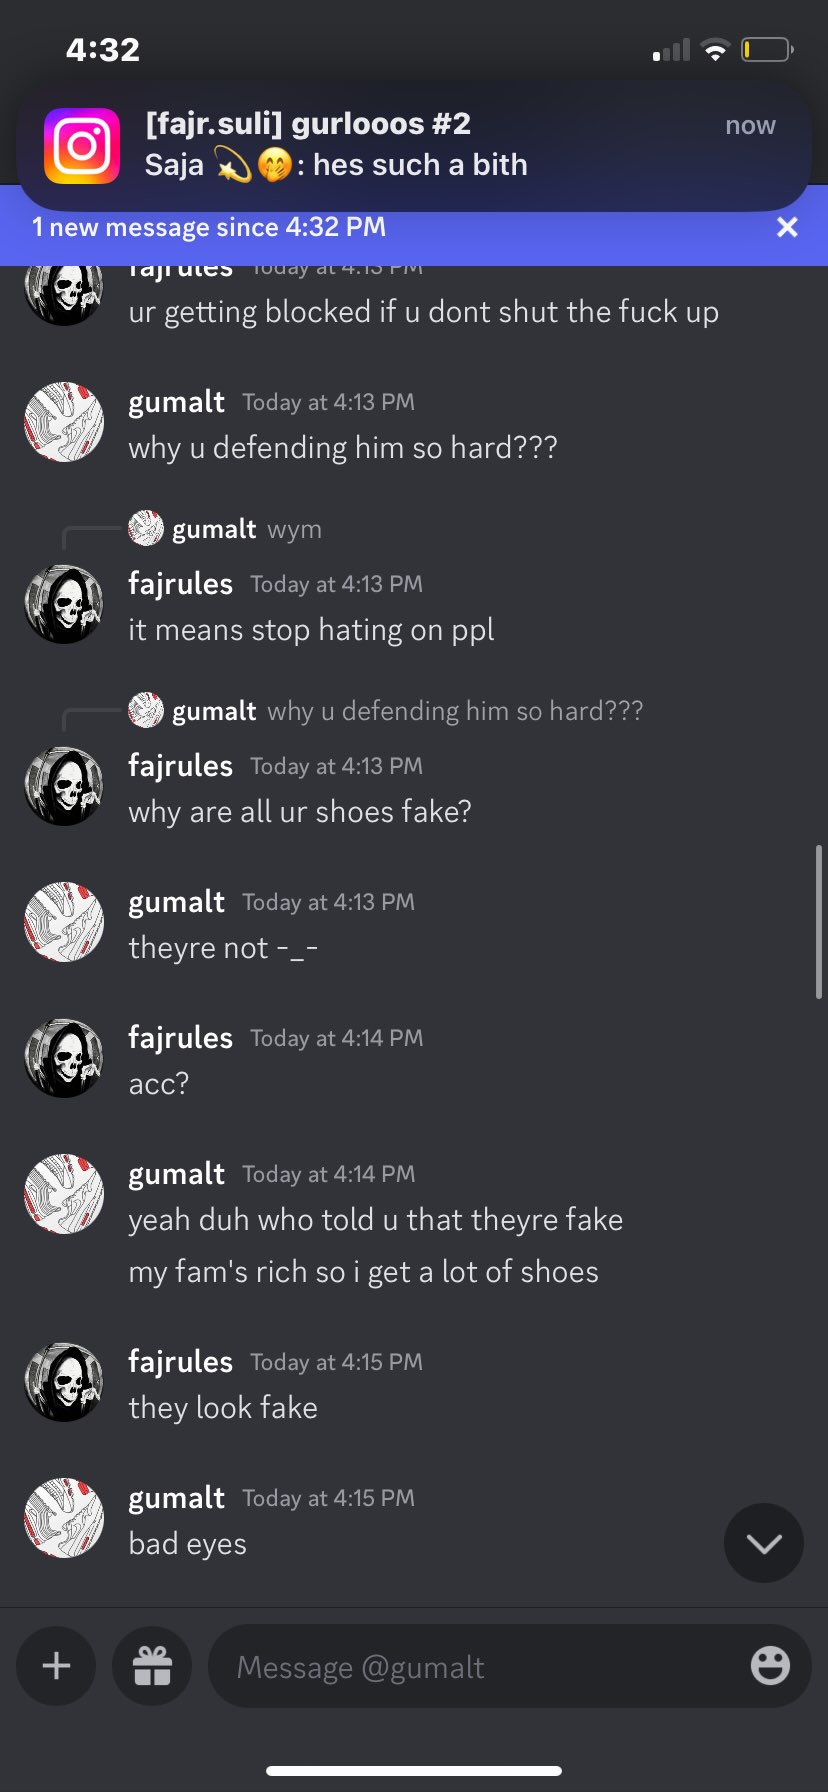 4:32
[fajr.suli] gurlooos #2
now
Saja 💫🤭: hes such a bith
1 new message since 4:32 PM
fajrules Today at 4:13 PM
ur getting blocked if u dont shut the fuck up
gumalt Today at 4:13 PM
why u defending him so hard???
gumalt wym
fajrules Today at 4:13 PM
it means stop hating on ppl
gumalt why u defending him so hard???
fajrules Today at 4:13 PM
why are all ur shoes fake?
gumalt Today at 4:13 PM
theyre not -_-
fajrules Today at 4:14 PM
acc?
gumalt Today at 4:14 PM
yeah duh who told u that theyre fake
my fam's rich so i get a lot of shoes
fajrules Today at 4:15 PM
they look fake
gumalt Today at 4:15 PM
bad eyes
Message @gumalt